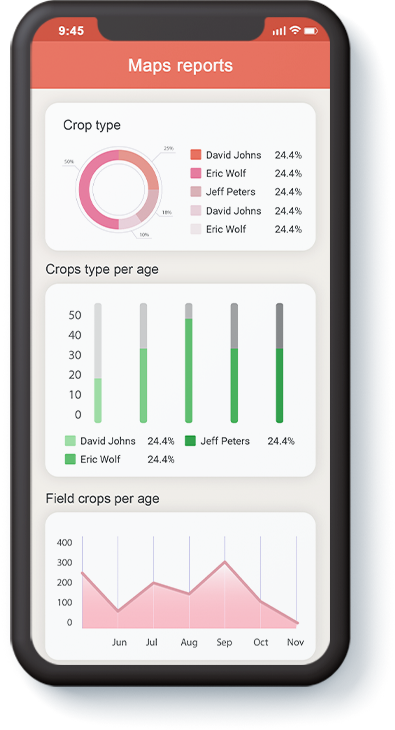 9:45
Maps reports
Crop type
25%
50%
18%
10%
David Johns 24.4%
Eric Wolf 24.4%
Jeff Peters 24.4%
David Johns 24.4%
Eric Wolf 24.4%
Crops type per age
50
40
30
20
10
0
David Johns 24.4% Jeff Peters 24.4%
Eric Wolf 24.4%
Field crops per age
400
300
200
100
0
Jun Jul Aug Sep Oct Nov